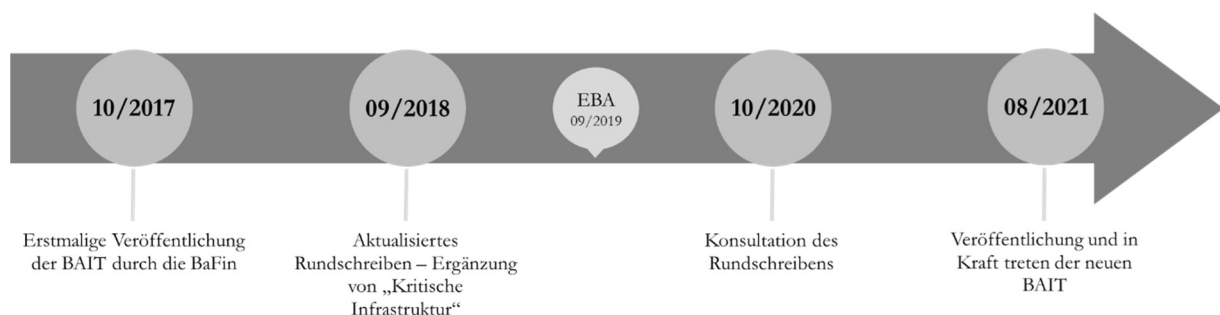 10/2017
09/2018
EBA
09/2019
10/2020
08/2021
Erstmalige Veröffentlichung
der BAIT durch die BaFin
Aktualisiertes
Rundschreiben – Ergänzung
von „Kritische
Infrastruktur“
Konsultation des
Rundschreibens
Veröffentlichung und in
Kraft treten der neuen
BAIT